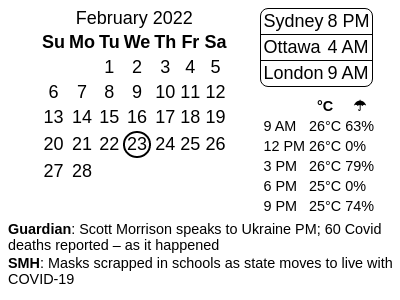 February 2022
Su Mo Tu We Th Fr Sa
1 2 3 4 5
6 7 8 9 10 11 12
13 14 15 16 17 18 19
20 21 22 23 24 25 26
27 28
Sydney 8 PM
Ottawa 4 AM
London 9 AM
°C ☂
9 AM 26°C 63%
12 PM 26°C 0%
3 PM 26°C 79%
6 PM 25°C 0%
9 PM 25°C 74%
Guardian: Scott Morrison speaks to Ukraine PM; 60 Covid
deaths reported – as it happened
SMH: Masks scrapped in schools as state moves to live with
COVID-19